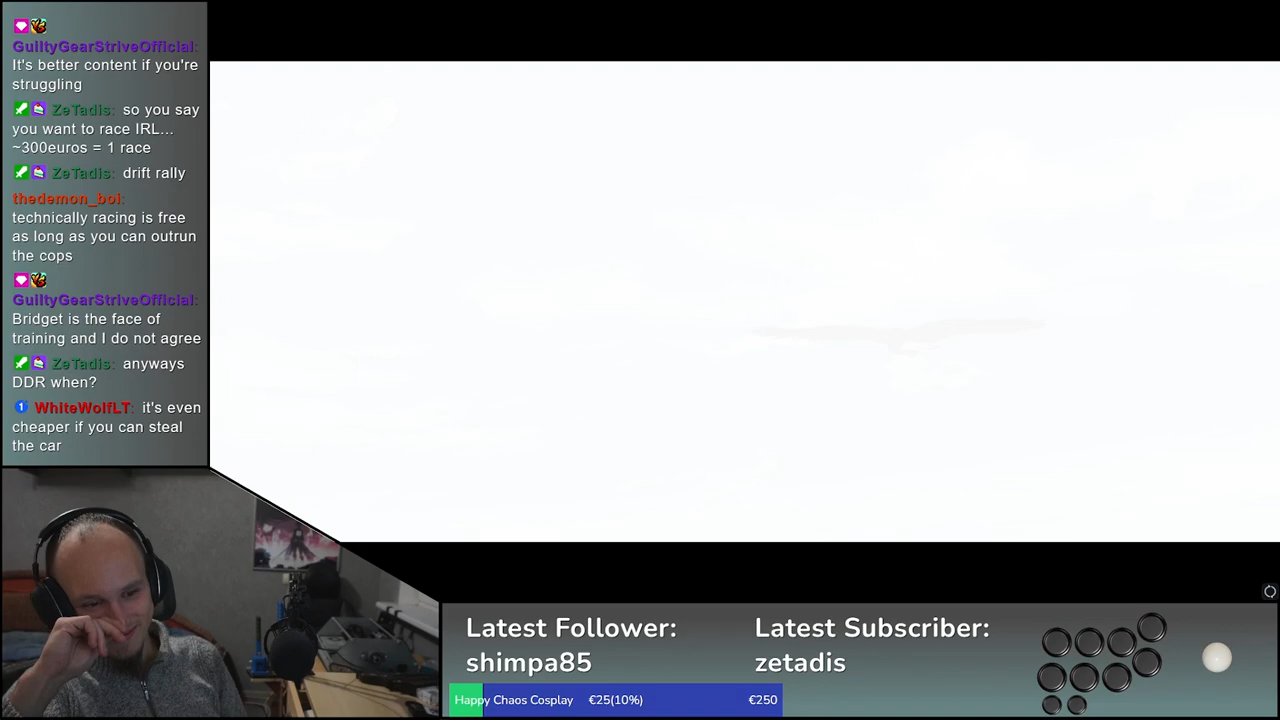 GuiltyGearStriveOfficial:
It's better content if you're
struggling
ZeTadis: so you say
you want to race IRL...
~300euros = 1 race
ZeTadis: drift rally
thedemon_boi:
technically racing is free
as long as you can outrun
the cops
GuiltyGearStriveOfficial:
Bridget is the face of
training and I do not agree
ZeTadis: anyways
DDR when?
1 WhiteWolfLT: it's even
cheaper if you can steal
the car
Latest Follower:
shimpa85
Latest Subscriber:
zetadis
Happy Chaos Cosplay €25(10%) €250